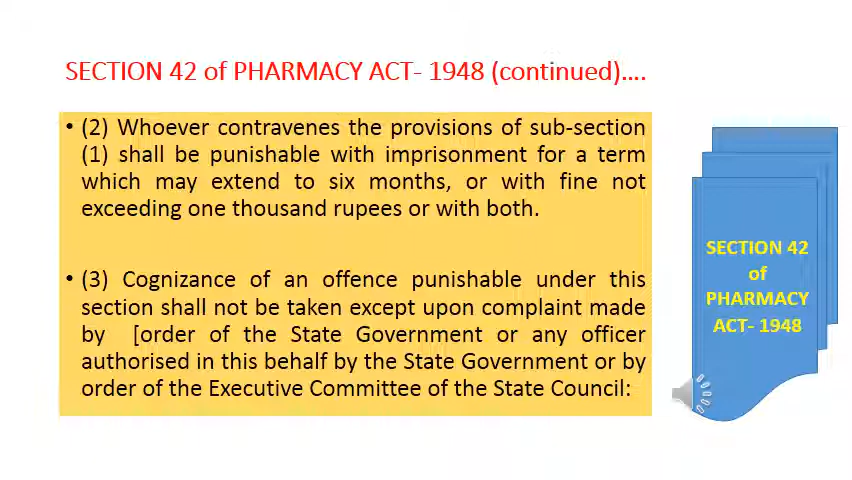 SECTION 42 of PHARMACY ACT- 1948 (continued)….
• (2) Whoever contravenes the provisions of sub-section
(1) shall be punishable with imprisonment for a term
which may extend to six months, or with fine not
exceeding one thousand rupees or with both.
• (3) Cognizance of an offence punishable under this
section shall not be taken except upon complaint made
by [order of the State Government or any officer
authorised in this behalf by the State Government or by
order of the Executive Committee of the State Council:
SECTION 42
of
PHARMACY
ACT- 1948